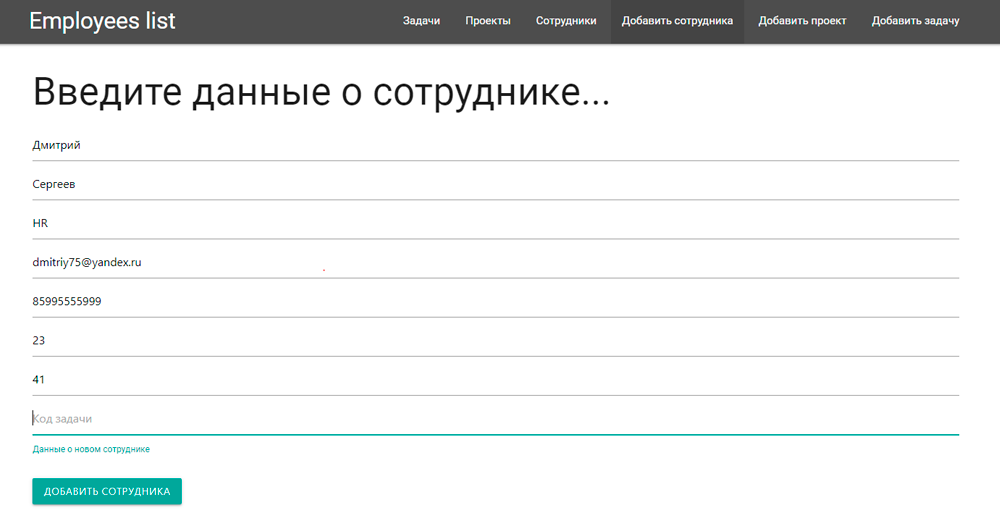 Employees list
Задачи Проекты Сотрудники Добавить сотрудника Добавить проект Добавить задачу
Введите данные о сотруднике...
Дмитрий
Сергеев
HR
dmitriy75@yandex.ru
85995555999
23
41
Код задачи
Данные о новом сотруднике
ДОБАВИТЬ СОТРУДНИКА